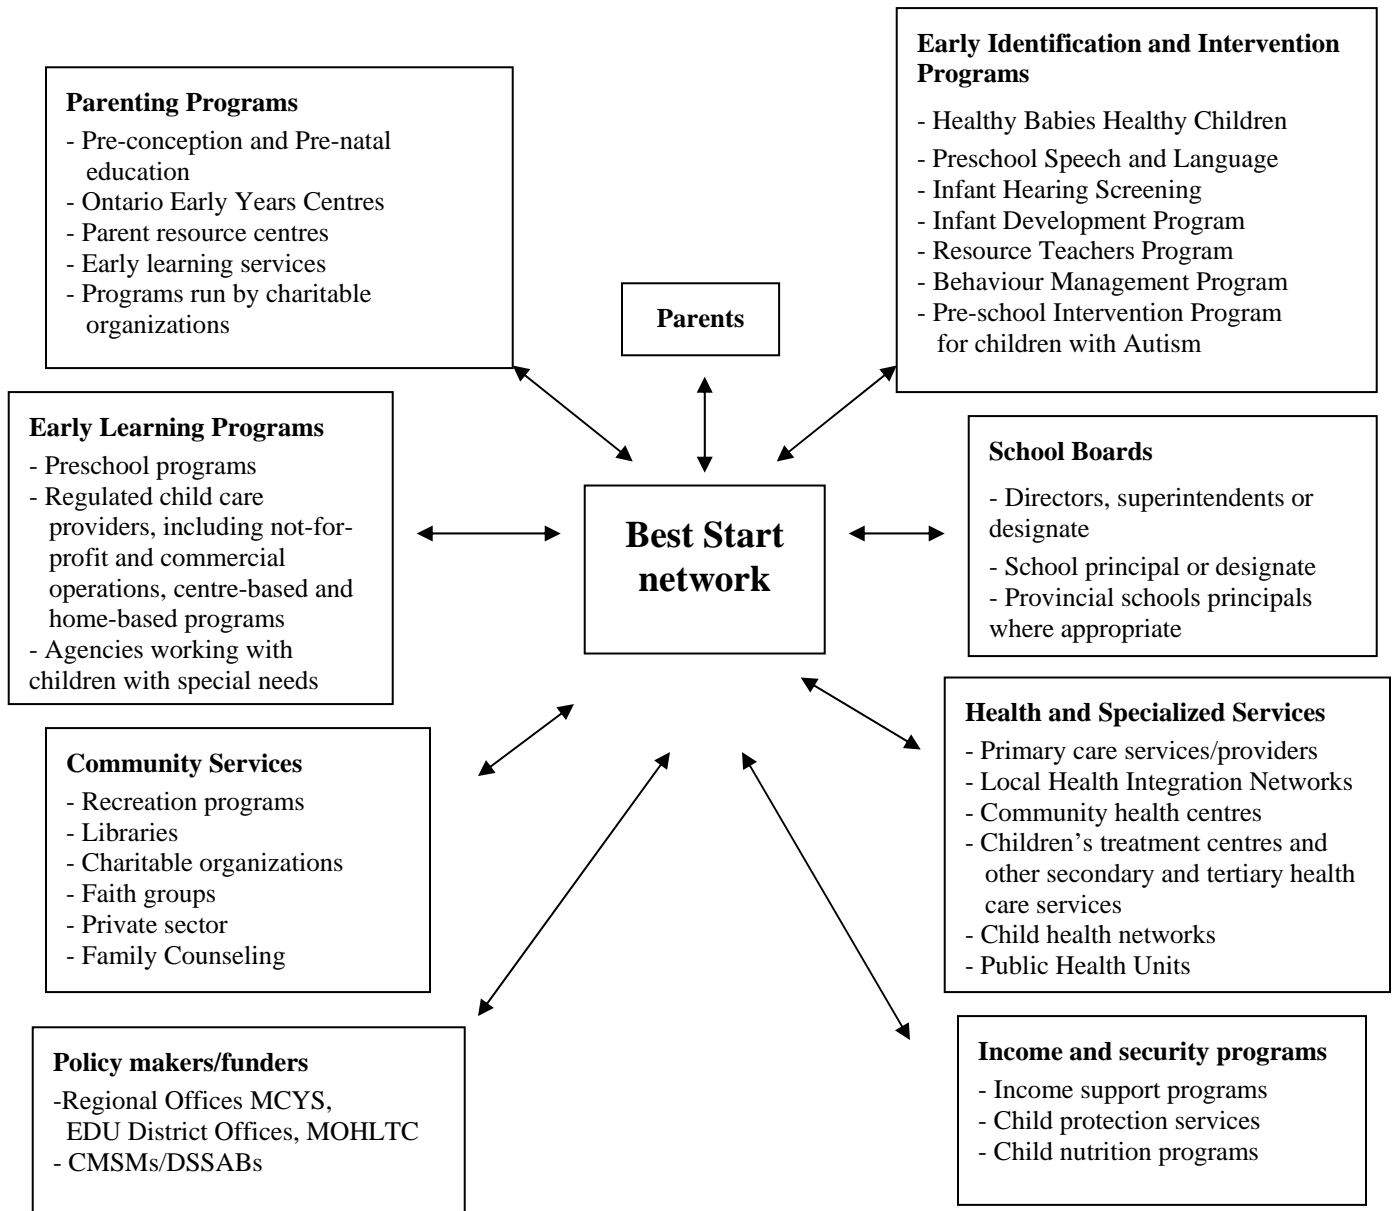 Parenting Programs
- Pre-conception and Pre-natal
education
- Ontario Early Years Centres
- Parent resource centres
- Early learning services
- Programs run by charitable
organizations
Parents
Early Identification and Intervention
Programs
- Healthy Babies Healthy Children
- Preschool Speech and Language
- Infant Hearing Screening
- Infant Development Program
- Resource Teachers Program
- Behaviour Management Program
- Pre-school Intervention Program
for children with Autism
Early Learning Programs
- Preschool programs
- Regulated child care
providers, including not-for-
profit and commercial
operations, centre-based and
home-based programs
- Agencies working with
children with special needs
Best Start
network
School Boards
- Directors, superintendents or
designate
- School principal or designate
- Provincial schools principals
where appropriate
Community Services
- Recreation programs
- Libraries
- Charitable organizations
- Faith groups
- Private sector
- Family Counseling
Health and Specialized Services
- Primary care services/providers
- Local Health Integration Networks
- Community health centres
- Children’s treatment centres and
other secondary and tertiary health
care services
- Child health networks
- Public Health Units
Policy makers/funders
-Regional Offices MCYS,
EDU District Offices, MOHLTC
- CMSMs/DSSABs
Income and security programs
- Income support programs
- Child protection services
- Child nutrition programs